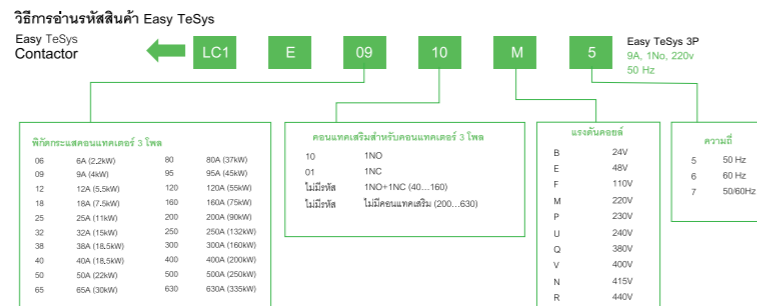 วิธีการอ่านรหัสสินค้า Easy TeSys
Easy TeSys
Contactor
LC1 E 09 10 M 5
Easy TeSys 3P
9A, 1No, 220v
50 Hz
พิกัดกระแสคอนแทคเตอร์ 3 โพล
06 6A (2.2kW) 80 80A (37kW)
09 9A (4kW) 95 95A (45kW)
12 12A (5.5kW) 120 120A (55kW)
18 18A (7.5kW) 160 160A (75kW)
25 25A (11kW) 200 200A (90kW)
32 32A (15kW) 250 250A (132kW)
38 38A (18.5kW) 300 300A (160kW)
40 40A (18.5kW) 400 400A (200kW)
50 50A (22kW) 500 500A (250kW)
65 65A (30kW) 630 630A (335kW)
คอนแทคเสริมสำหรับคอนแทคเตอร์ 3 โพล
10 1NO
01 1NC
ไม่มีรหัส 1NO+1NC (40...160)
ไม่มีรหัส ไม่มีคอนแทคเสริม (200...630)
แรงดันคอยล์
B 24V
E 48V
F 110V
M 220V
P 230V
U 240V
Q 380V
V 400V
N 415V
R 440V
ความถี่
5 50 Hz
6 60 Hz
7 50/60Hz